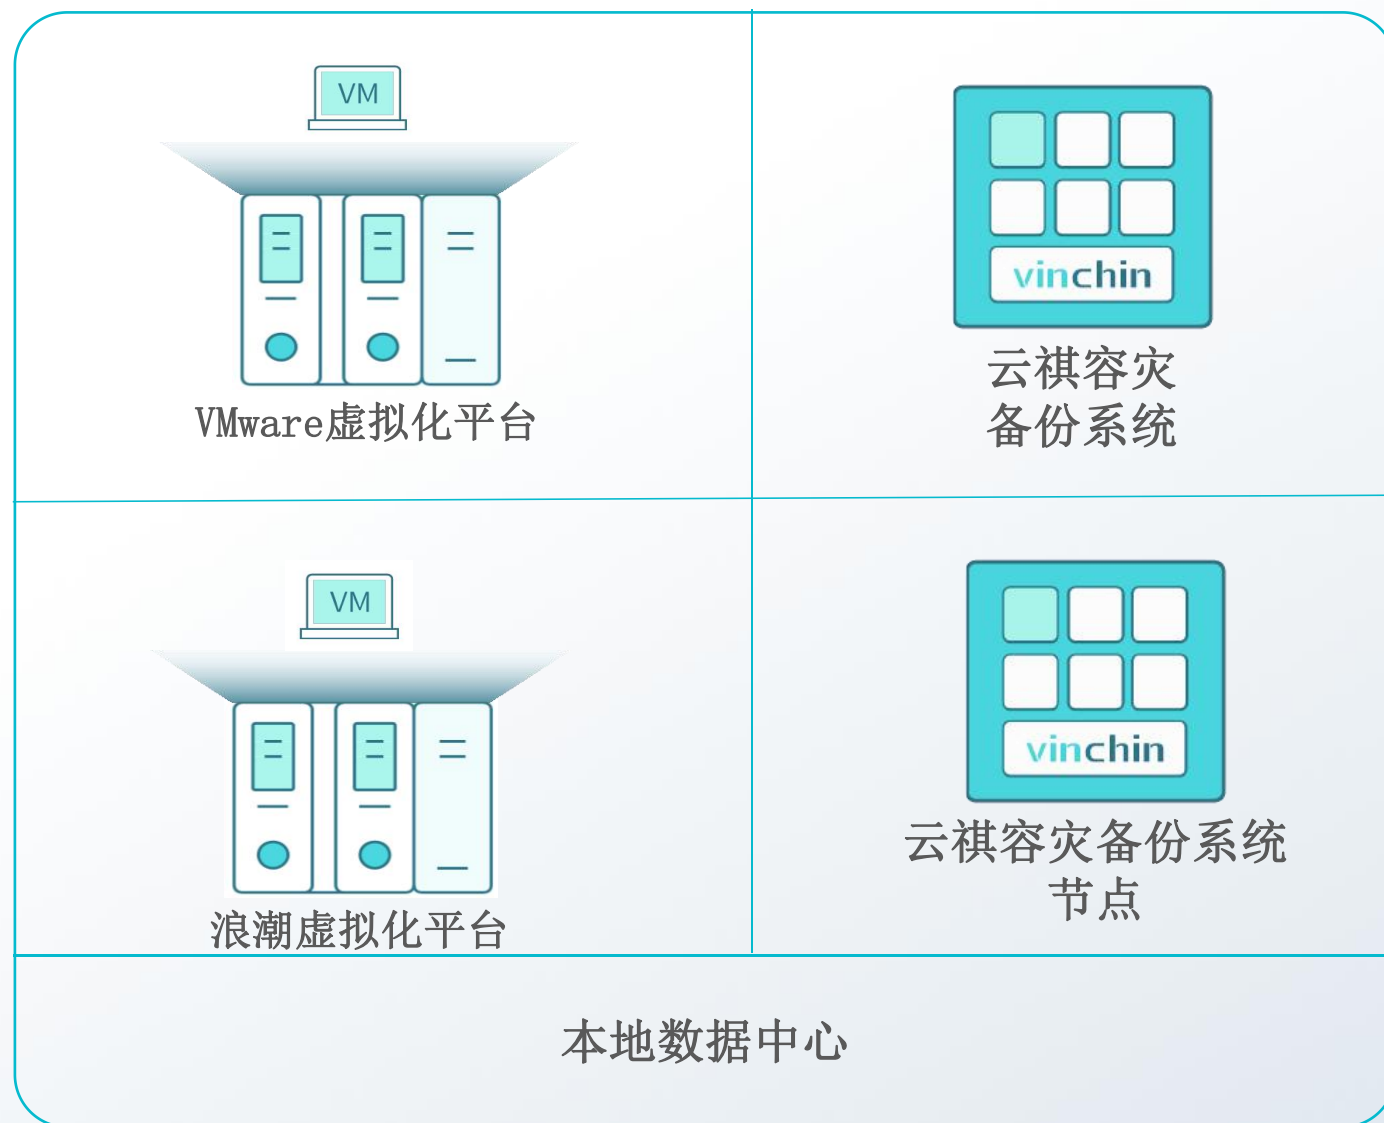 VM
VMware虚拟化平台
vinchin
云祺容灾
备份系统
VM
浪潮虚拟化平台
vinchin
云祺容灾备份系统
节点
本地数据中心